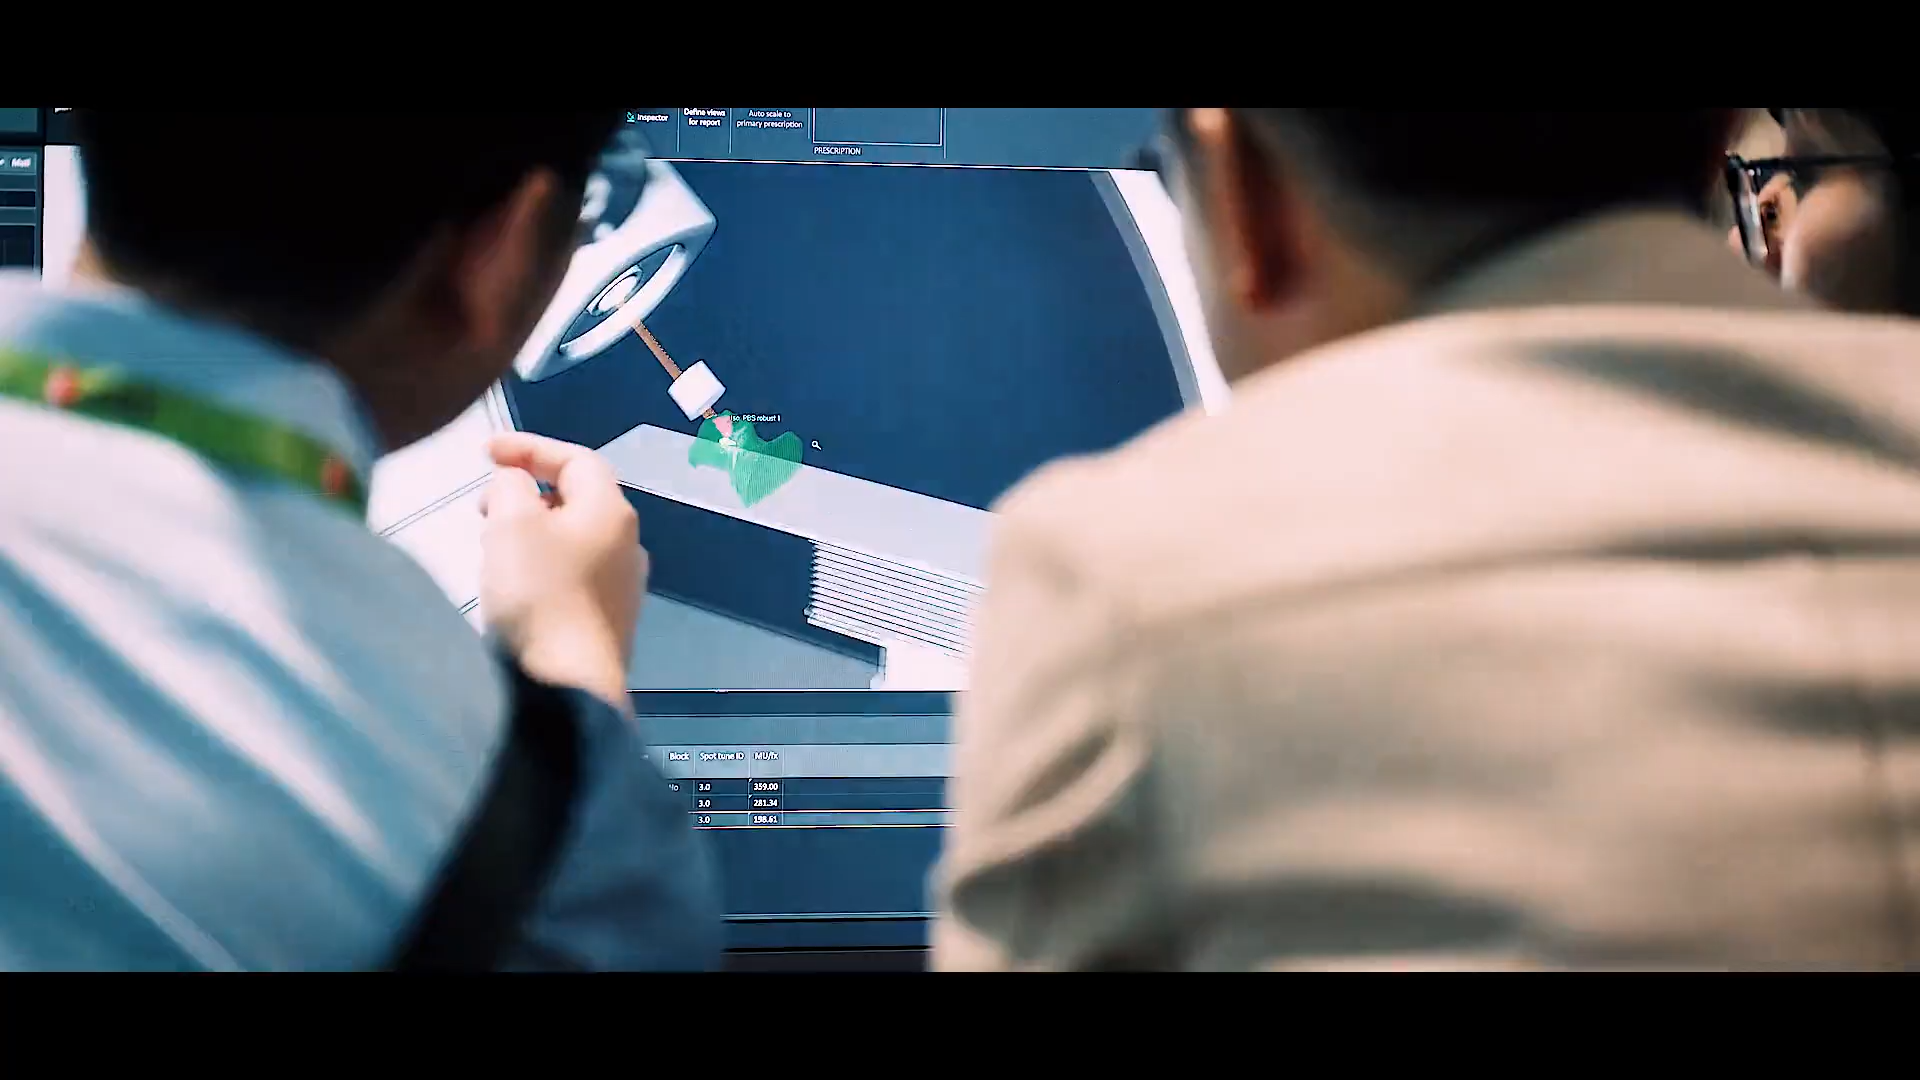 Inspector
Define views
for report
Auto scale to
primary prescription
PRESCRIPTION
PBS robust
Block
Spot tune ID
MU/fx
No
3.0
359.00
3.0
281.34
3.0
198.61